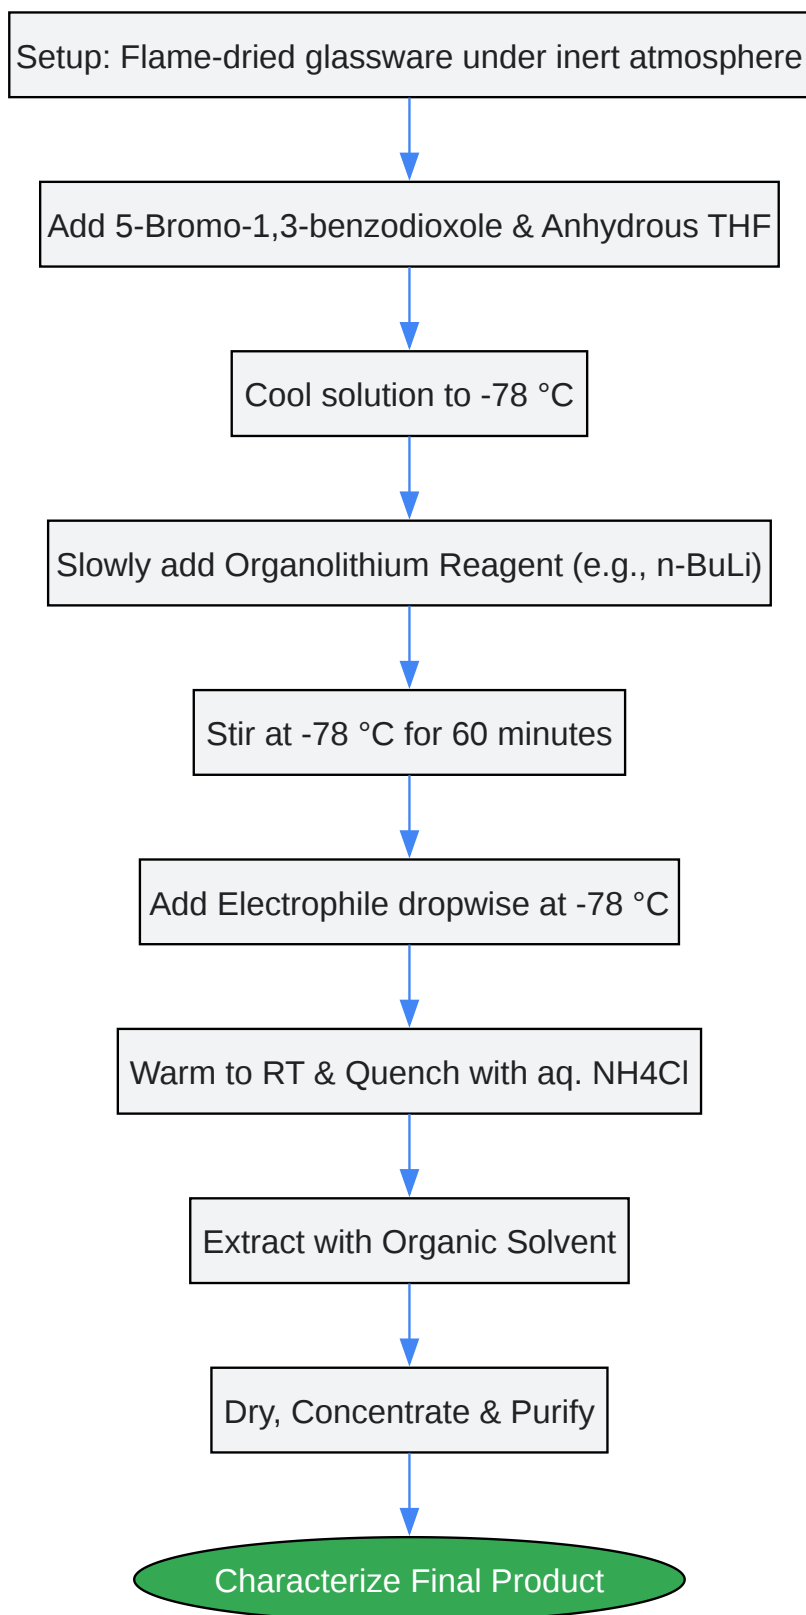 Setup: Flame-dried glassware under inert atmosphere
Add 5-Bromo-1,3-benzodioxole & Anhydrous THF
Cool solution to -78 °C
Slowly add Organolithium Reagent (e.g., n-BuLi)
Stir at -78 °C for 60 minutes
Add Electrophile dropwise at -78 °C
Warm to RT & Quench with aq. NH4Cl
Extract with Organic Solvent
Dry, Concentrate & Purify
Characterize Final Product